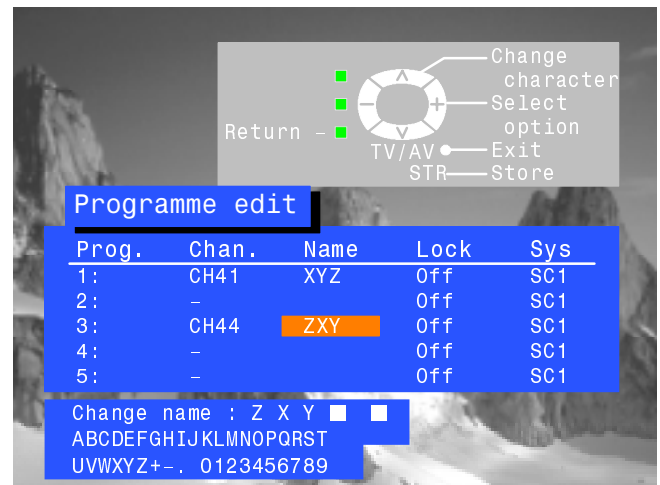 Change
character
Select
option
Return –
TV/AV Exit
STR Store
Programme edit
Prog. Chan. Name Lock Sys
1: CH41 XYZ Off SC1
2: – Off SC1
3: CH44 ZXY Off SC1
4: – Off SC1
5: – Off SC1
Change name : Z X Y
ABCDEFGHIJKLMNOPQRST
UVWXYZ+–. 0123456789